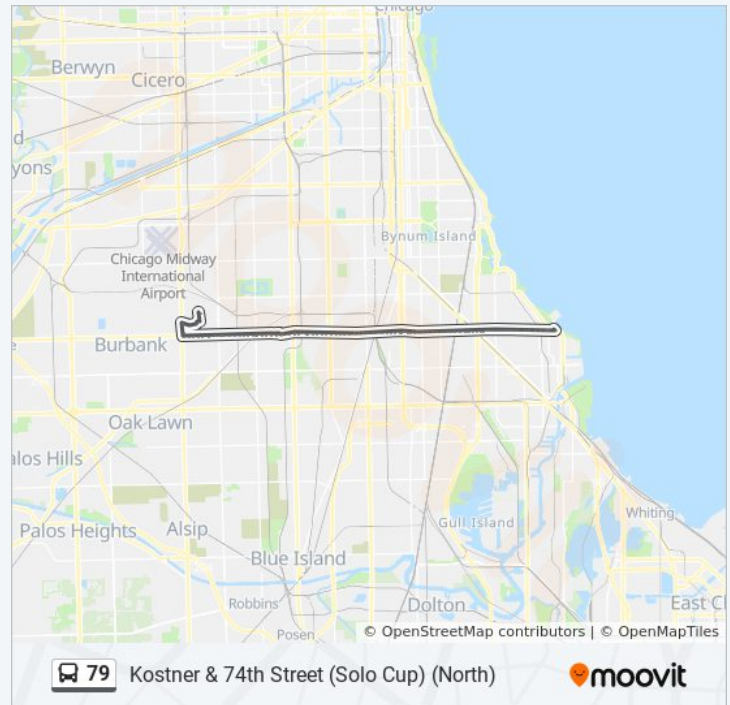 Chicago
Berwyn
Cicero
d
yons
Bynum Island
Chicago Midway
International
Airport
e
Burbank
Oak Lawn
alos Hills
Gull Island
Whiting
Palos Heights
Alsip
Blue Island
Robbins
Dolton
East Ch
Posen
© OpenStreetMap contributors | © OpenMapTiles
79 Kostner & 74th Street (Solo Cup) (North)
moovit